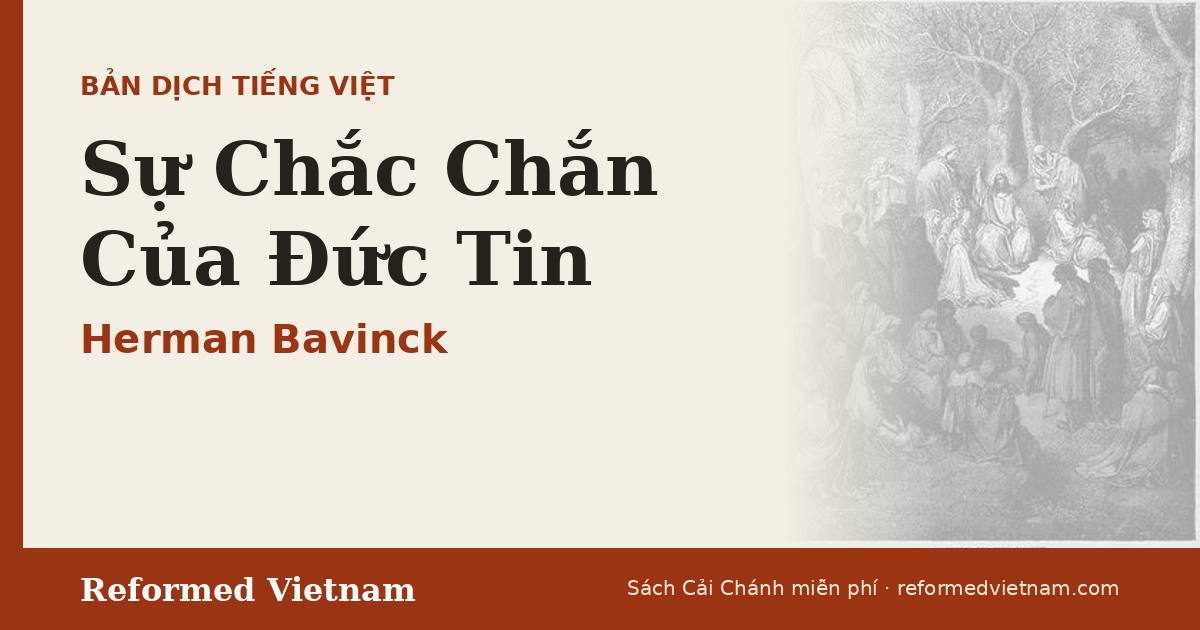 BẢN DỊCH TIẾNG VIỆT
Sự Chắc Chắn
Của Đức Tin
Herman Bavinck
Reformed Vietnam
Sách Cải Chánh miễn phí · reformedvietnam.com